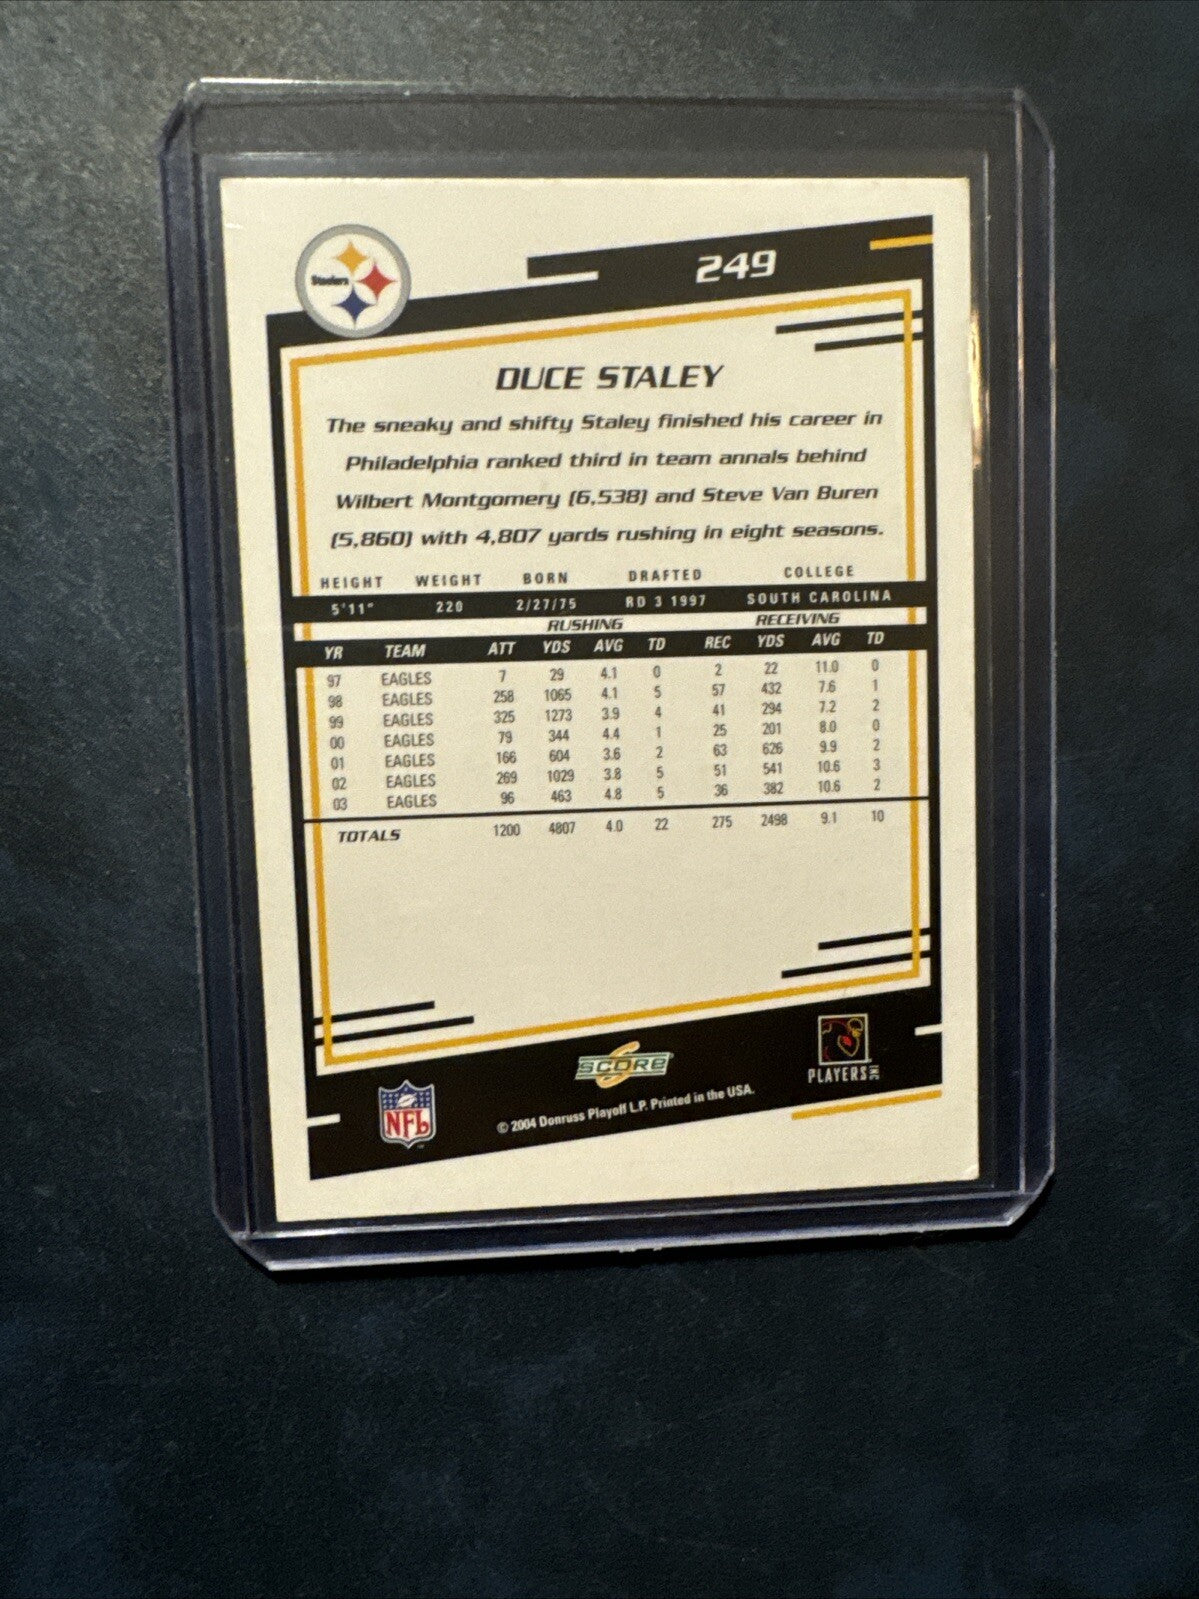 Steelers
249
DUCE STALEY
The sneaky and shifty Staley finished his career in
Philadelphia ranked third in team annals behind
Wilbert Montgomery (6,538) and Steve Van Buren
(5,860) with 4,807 yards rushing in eight seasons.
HEIGHT WEIGHT BORN DRAFTED COLLEGE
5'11" 220 2/27/75 RD 3 1997 SOUTH CAROLINA
RUSHING RECEIVING
YR TEAM ATT YDS AVG TD REC YDS AVG TD
97 EAGLES 7 29 4.1 0 2 22 11.0 0
98 EAGLES 258 1065 4.1 5 57 432 7.6 1
99 EAGLES 325 1273 3.9 4 41 294 7.2 2
00 EAGLES 79 344 4.4 1 25 201 8.0 0
01 EAGLES 166 604 3.6 2 63 626 9.9 2
02 EAGLES 269 1029 3.8 5 51 541 10.6 3
03 EAGLES 96 463 4.8 5 36 382 10.6 2
TOTALS 1200 4807 4.0 22 275 2498 9.1 10
SCORE
PLAYERS INC
NFL
© 2004 Donruss Playoff L.P. Printed in the USA.